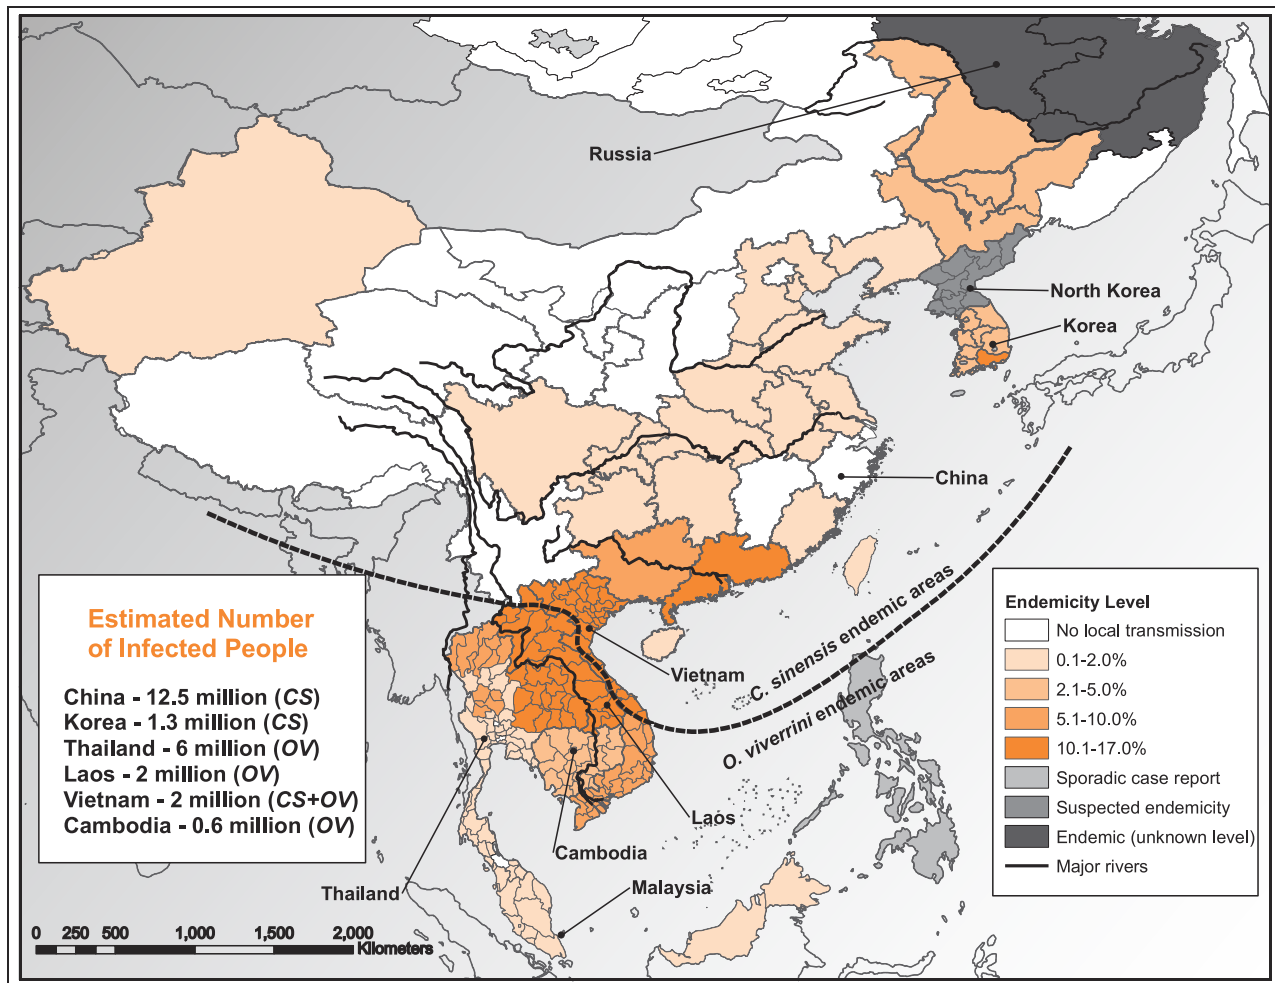 Russia
North Korea
Korea
China
C. sinensis endemic areas
O. viverrini endemic areas
Vietnam
Laos
Cambodia
Thailand
Malaysia
Estimated Number
of Infected People
China - 12.5 million (CS)
Korea - 1.3 million (CS)
Thailand - 6 million (OV)
Laos - 2 million (OV)
Vietnam - 2 million (CS+OV)
Cambodia - 0.6 million (OV)
Endemicity Level
No local transmission
0.1-2.0%
2.1-5.0%
5.1-10.0%
10.1-17.0%
Sporadic case report
Suspected endemicity
Endemic (unknown level)
Major rivers
0 250 500 1,000 1,500 2,000
Kilometers